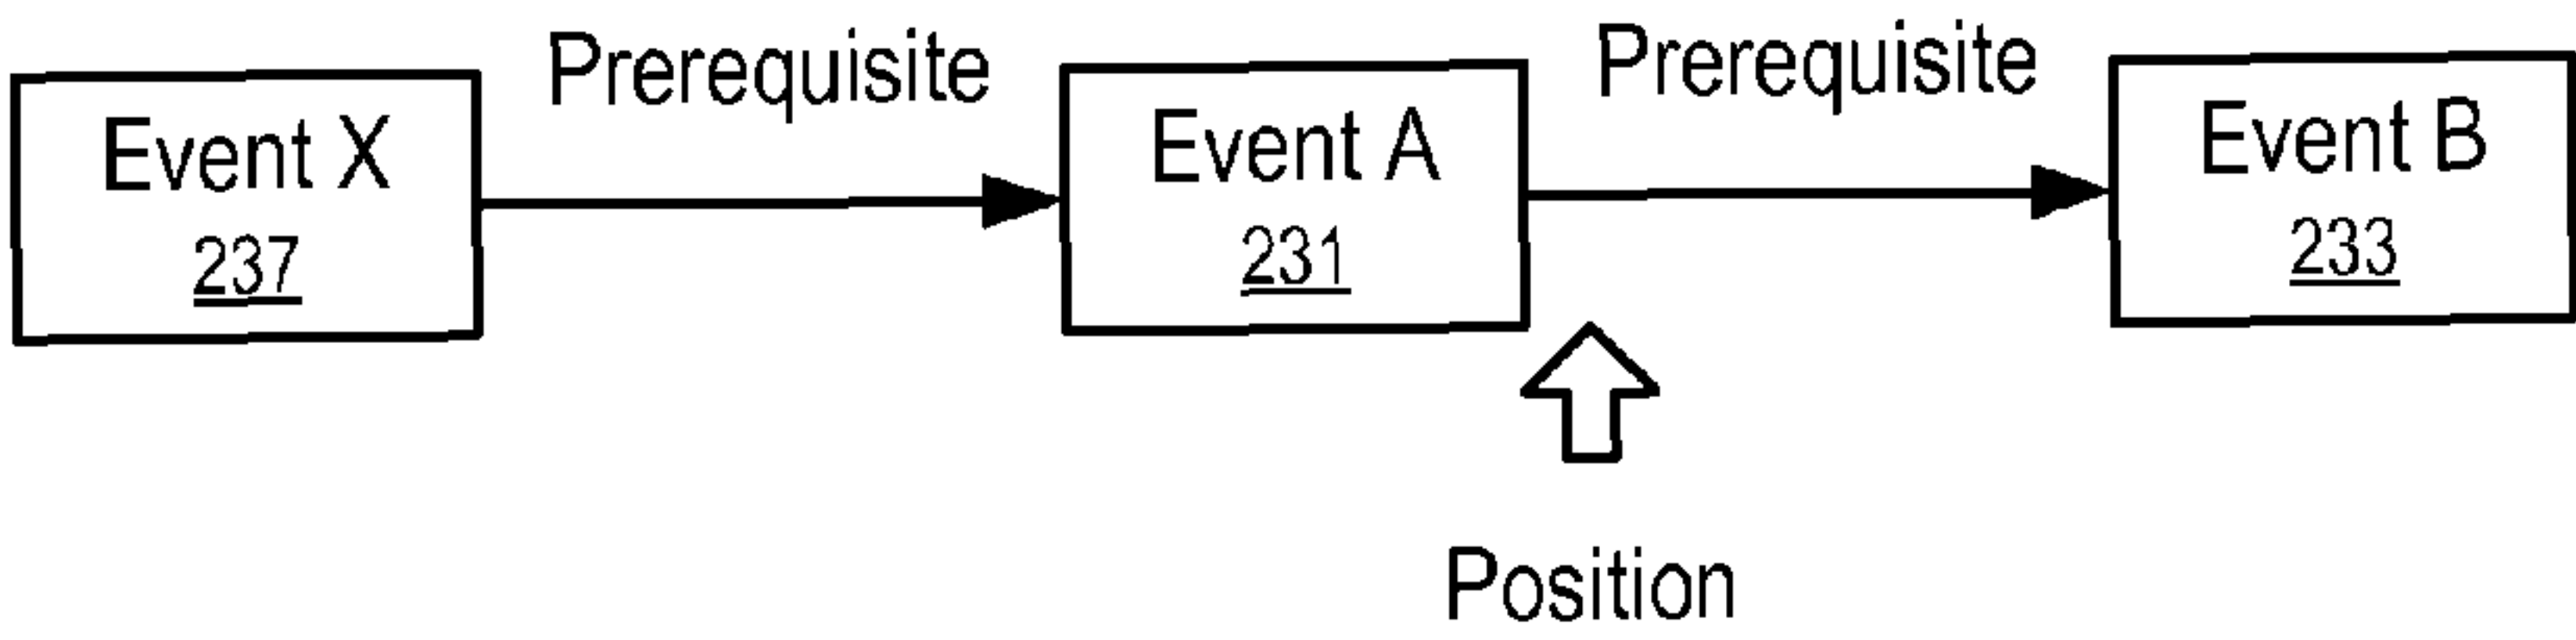 Event X
237
Prerequisite
Event A
231
Prerequisite
Event B
233
Position